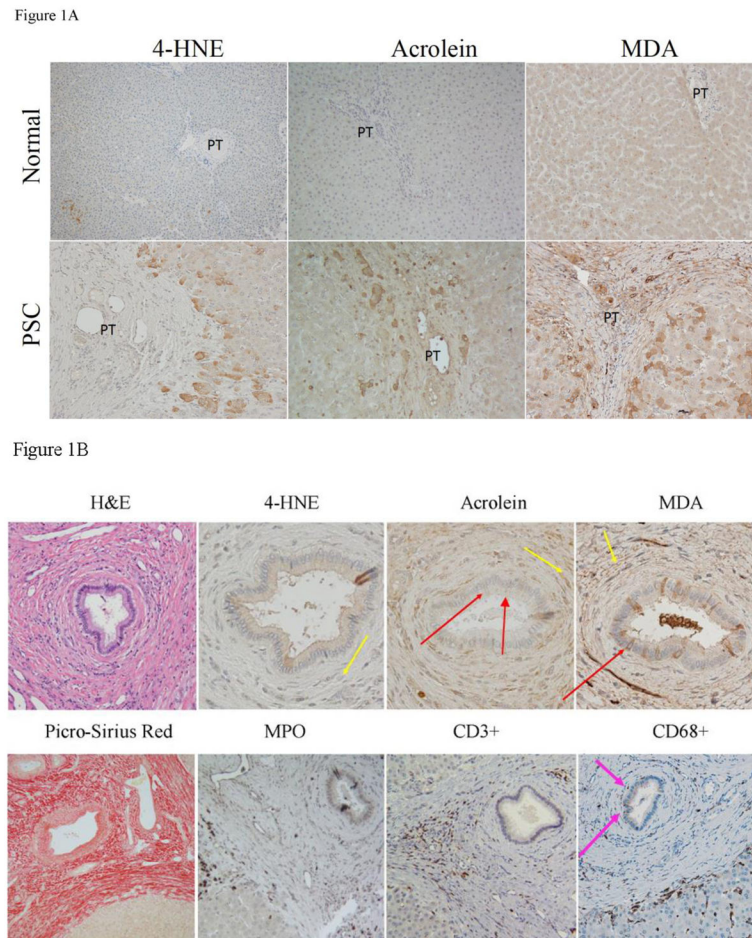 Figure 1A
4-HNE Acrolein MDA
Normal
PT PT PT
PSC
PT PT PT
Figure 1B
H&E 4-HNE Acrolein MDA
Picro-Sirius Red MPO CD3+ CD68+